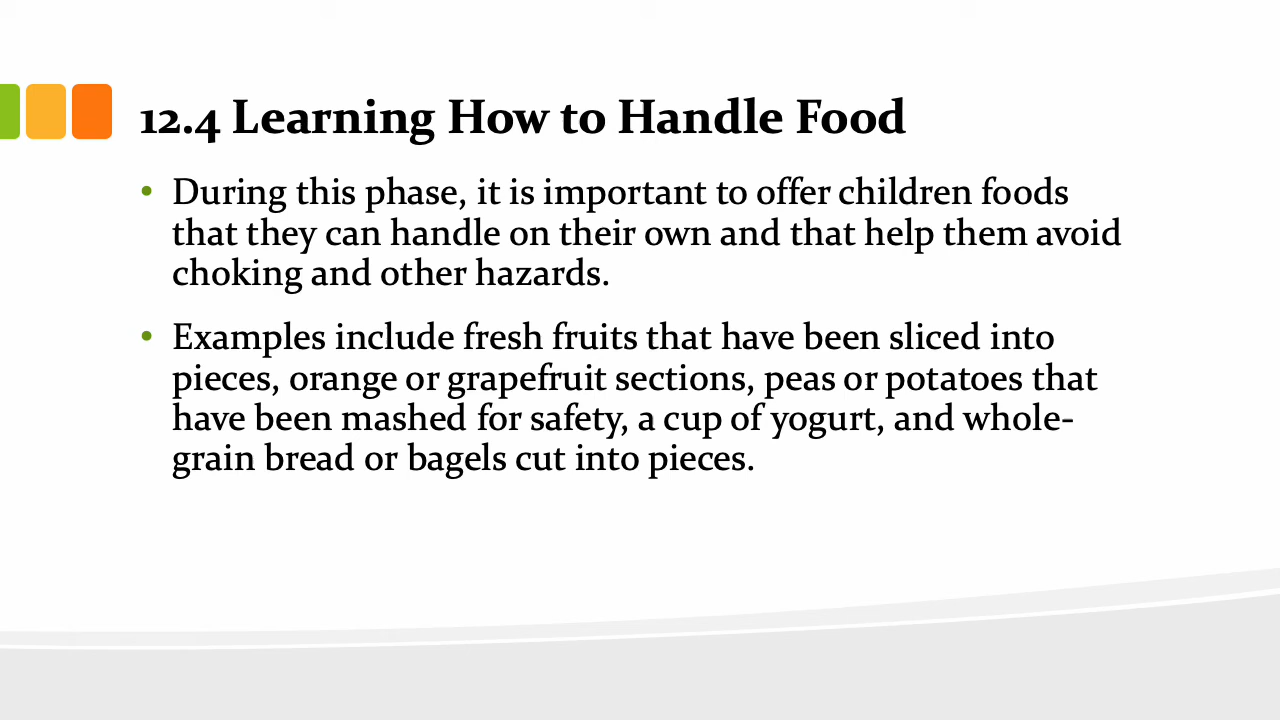 12.4 Learning How to Handle Food
• During this phase, it is important to offer children foods
that they can handle on their own and that help them avoid
choking and other hazards.
• Examples include fresh fruits that have been sliced into
pieces, orange or grapefruit sections, peas or potatoes that
have been mashed for safety, a cup of yogurt, and whole-
grain bread or bagels cut into pieces.